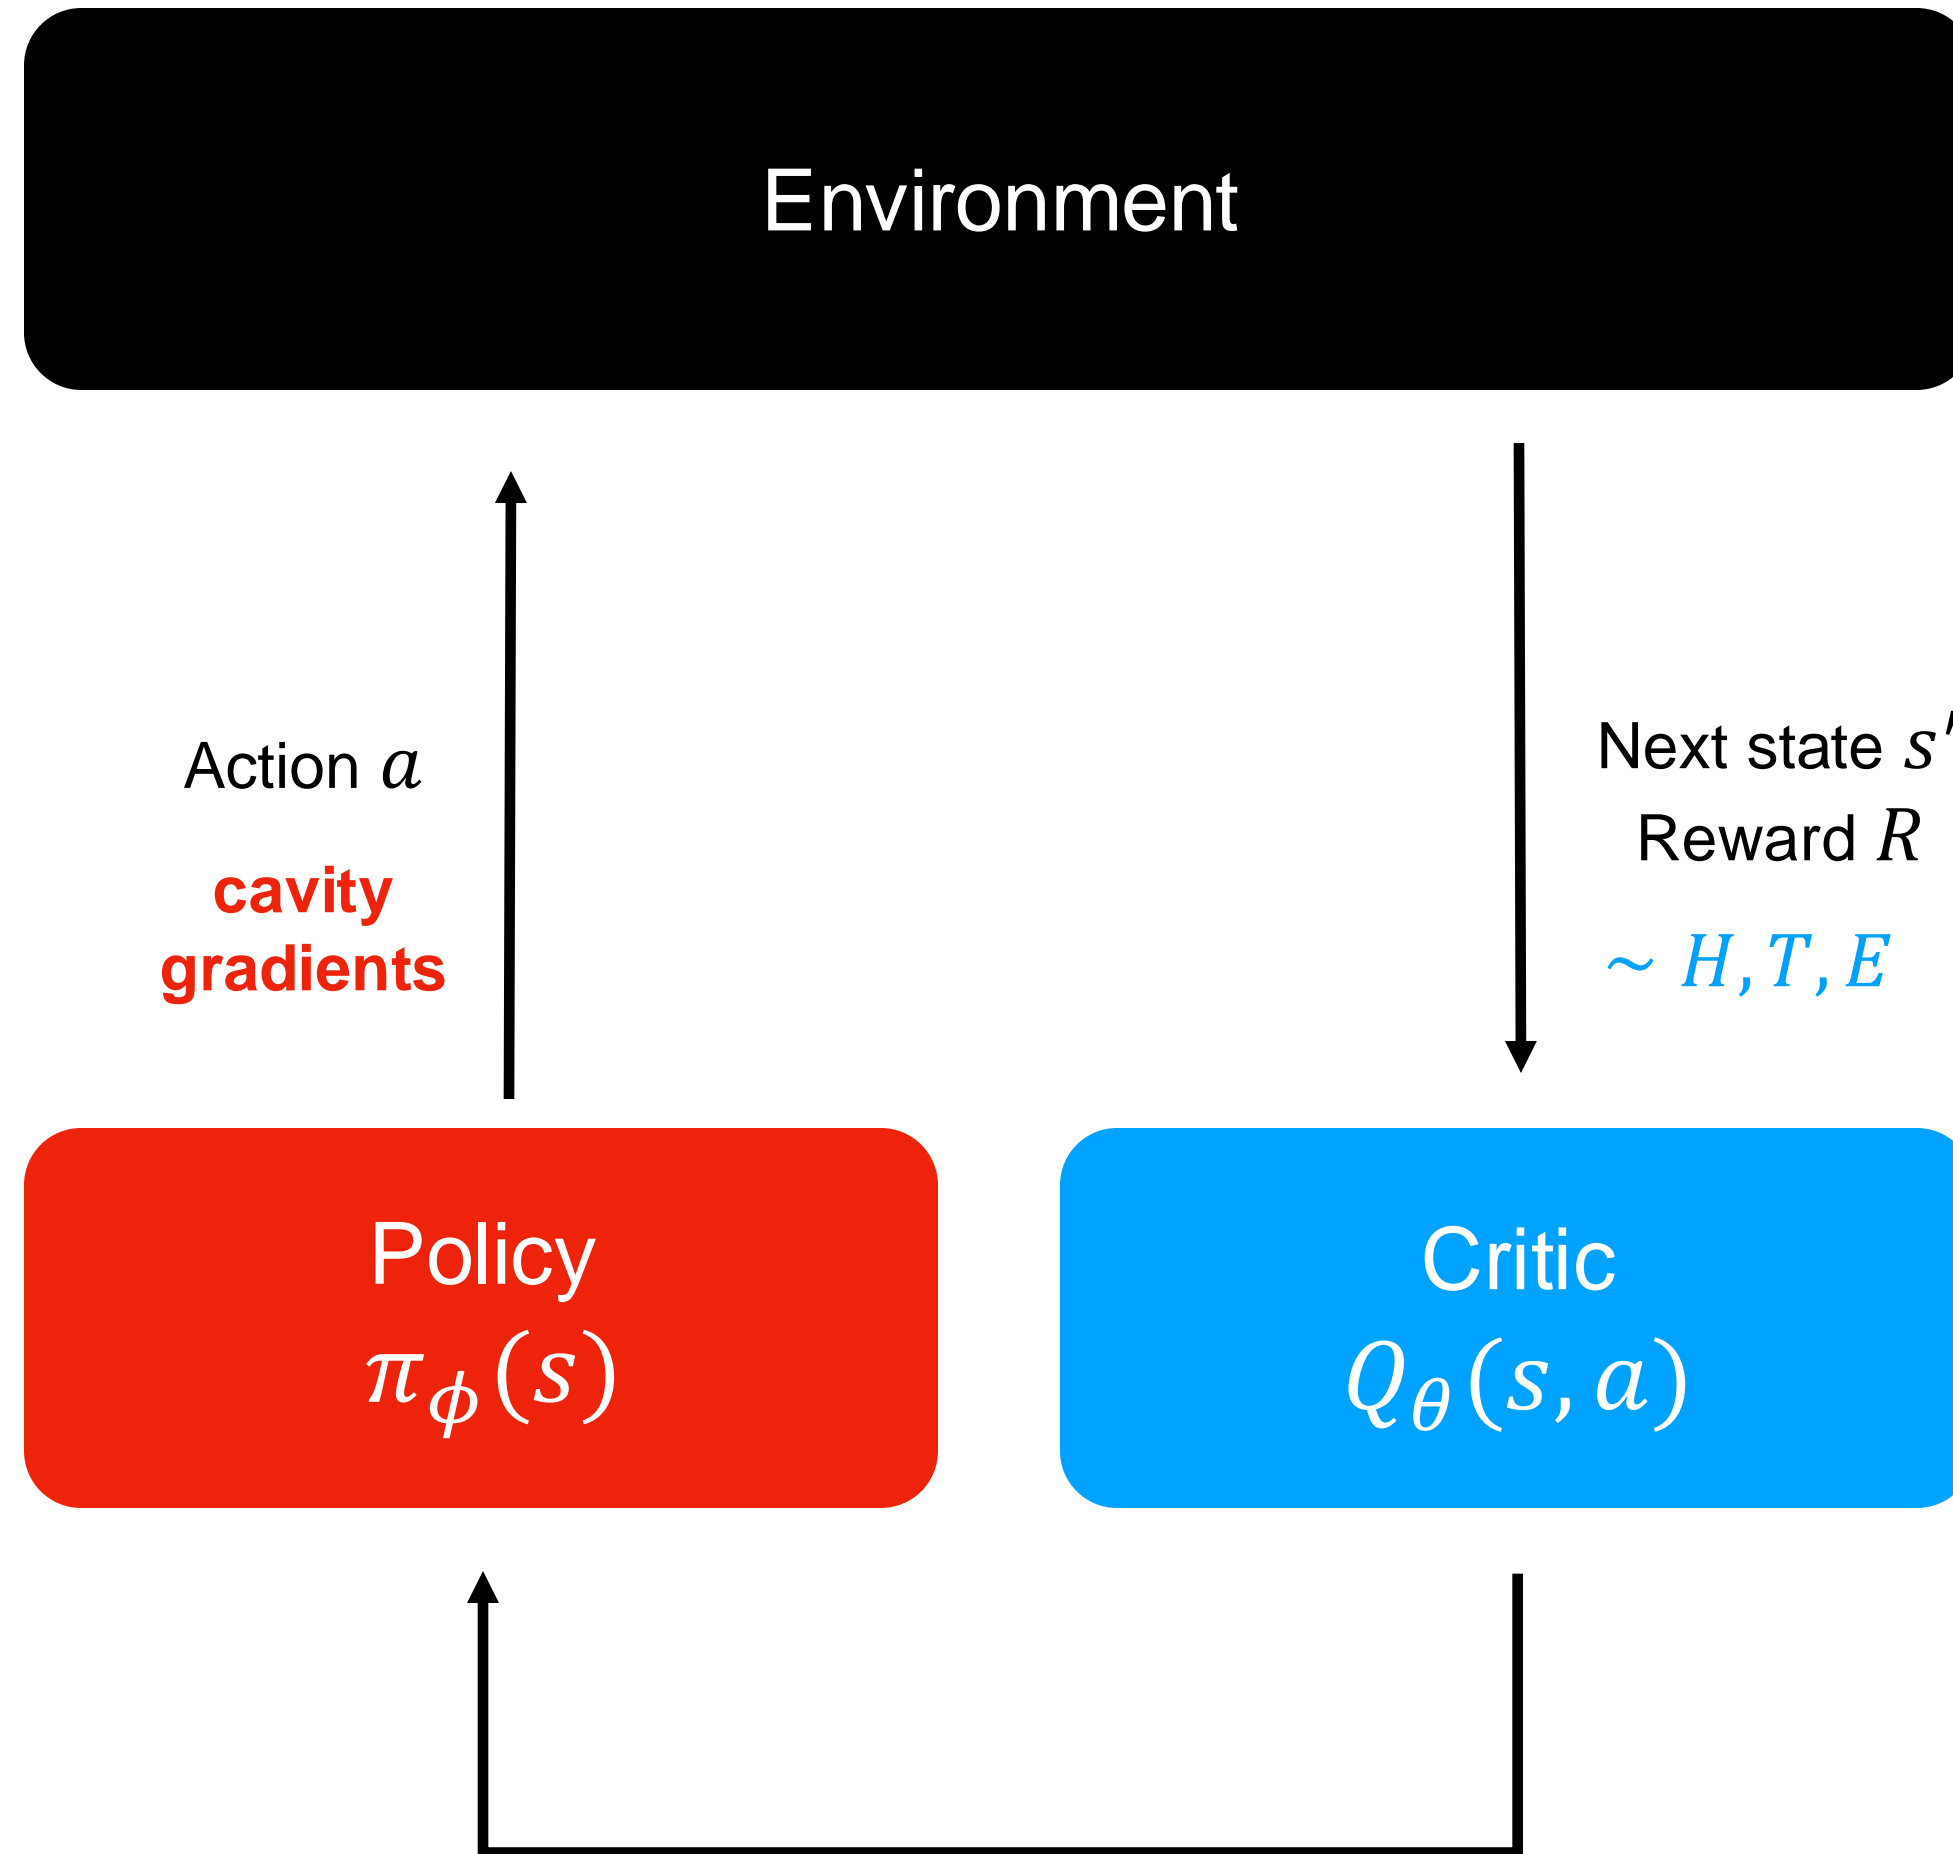 Environment
Action a
cavity
gradients
Next state s′
Reward R
~ H, T, E
Policy
π_ϕ(s)
Critic
Q_θ(s, a)